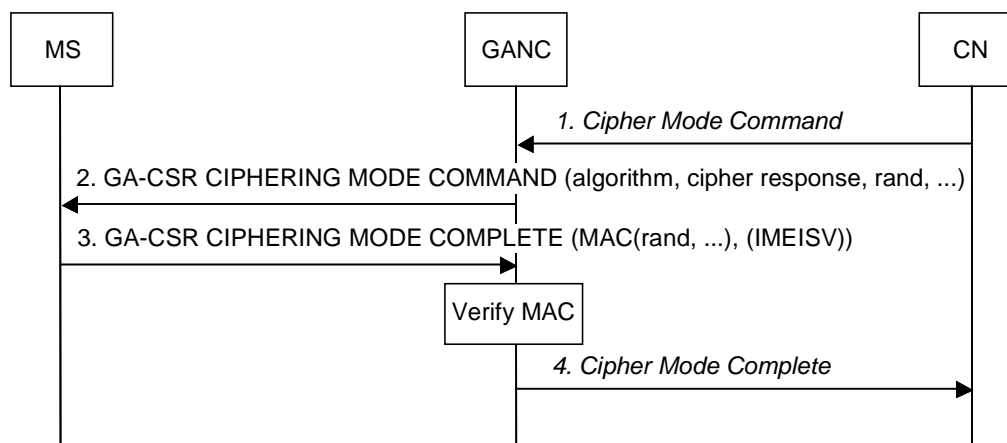 MS
GANC
CN
1. Cipher Mode Command
2. GA-CSR CIPHERING MODE COMMAND (algorithm, cipher response, rand, ...)
3. GA-CSR CIPHERING MODE COMPLETE (MAC(rand, ...), (IMEISV))
Verify MAC
4. Cipher Mode Complete